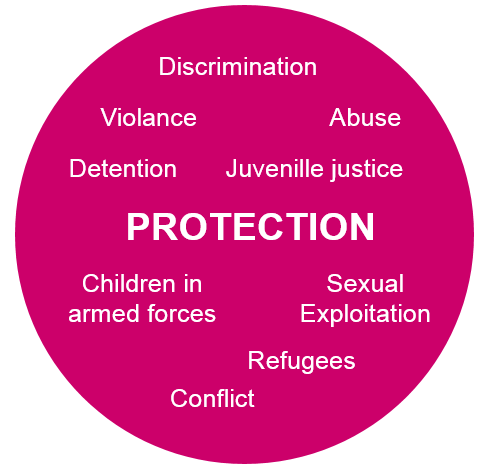 Discrimination
Violance Abuse
Detention Juvenille justice
PROTECTION
Children in Sexual
armed forces Exploitation
Refugees
Conflict